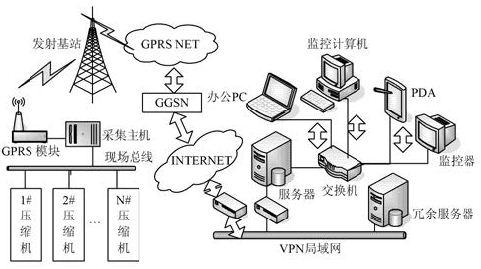 发射基站
GPRS NET
监控计算机
GGSN
办公PC
PDA
采集主机
GPRS 模块
现场总线
INTERNET
服务器
交换机
监控器
1#
压缩机
2#
压缩机
...
N#
压缩机
冗余服务器
VPN局域网